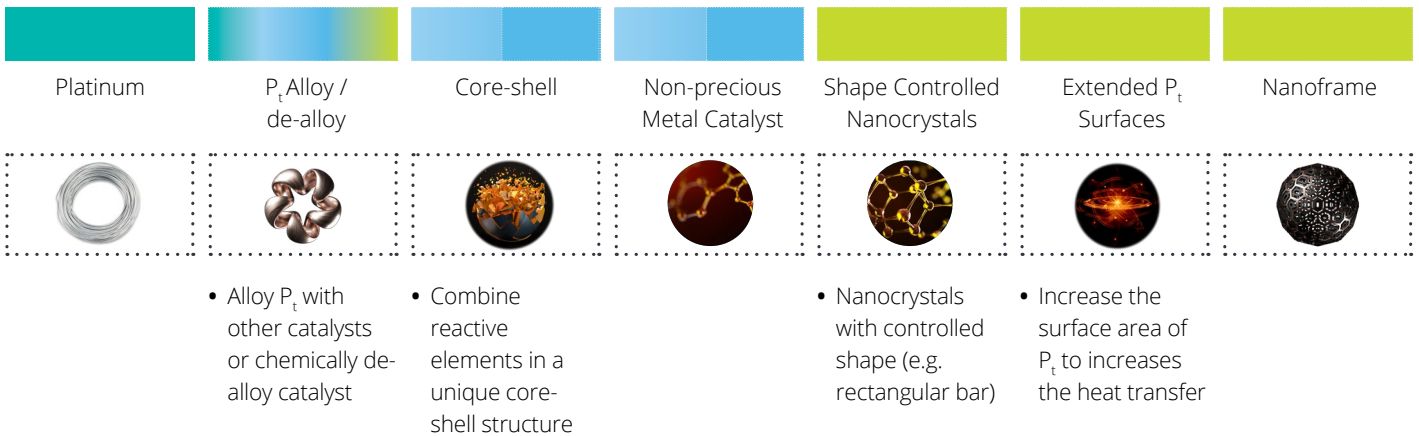 Platinum
Pt Alloy /
de-alloy
Core-shell
Non-precious
Metal Catalyst
Shape Controlled
Nanocrystals
Extended Pt
Surfaces
Nanoframe
• Alloy Pt with
other catalysts
or chemically de-
alloy catalyst
• Combine
reactive
elements in a
unique core-
shell structure
• Nanocrystals
with controlled
shape (e.g.
rectangular bar)
• Increase the
surface area of
Pt to increases
the heat transfer